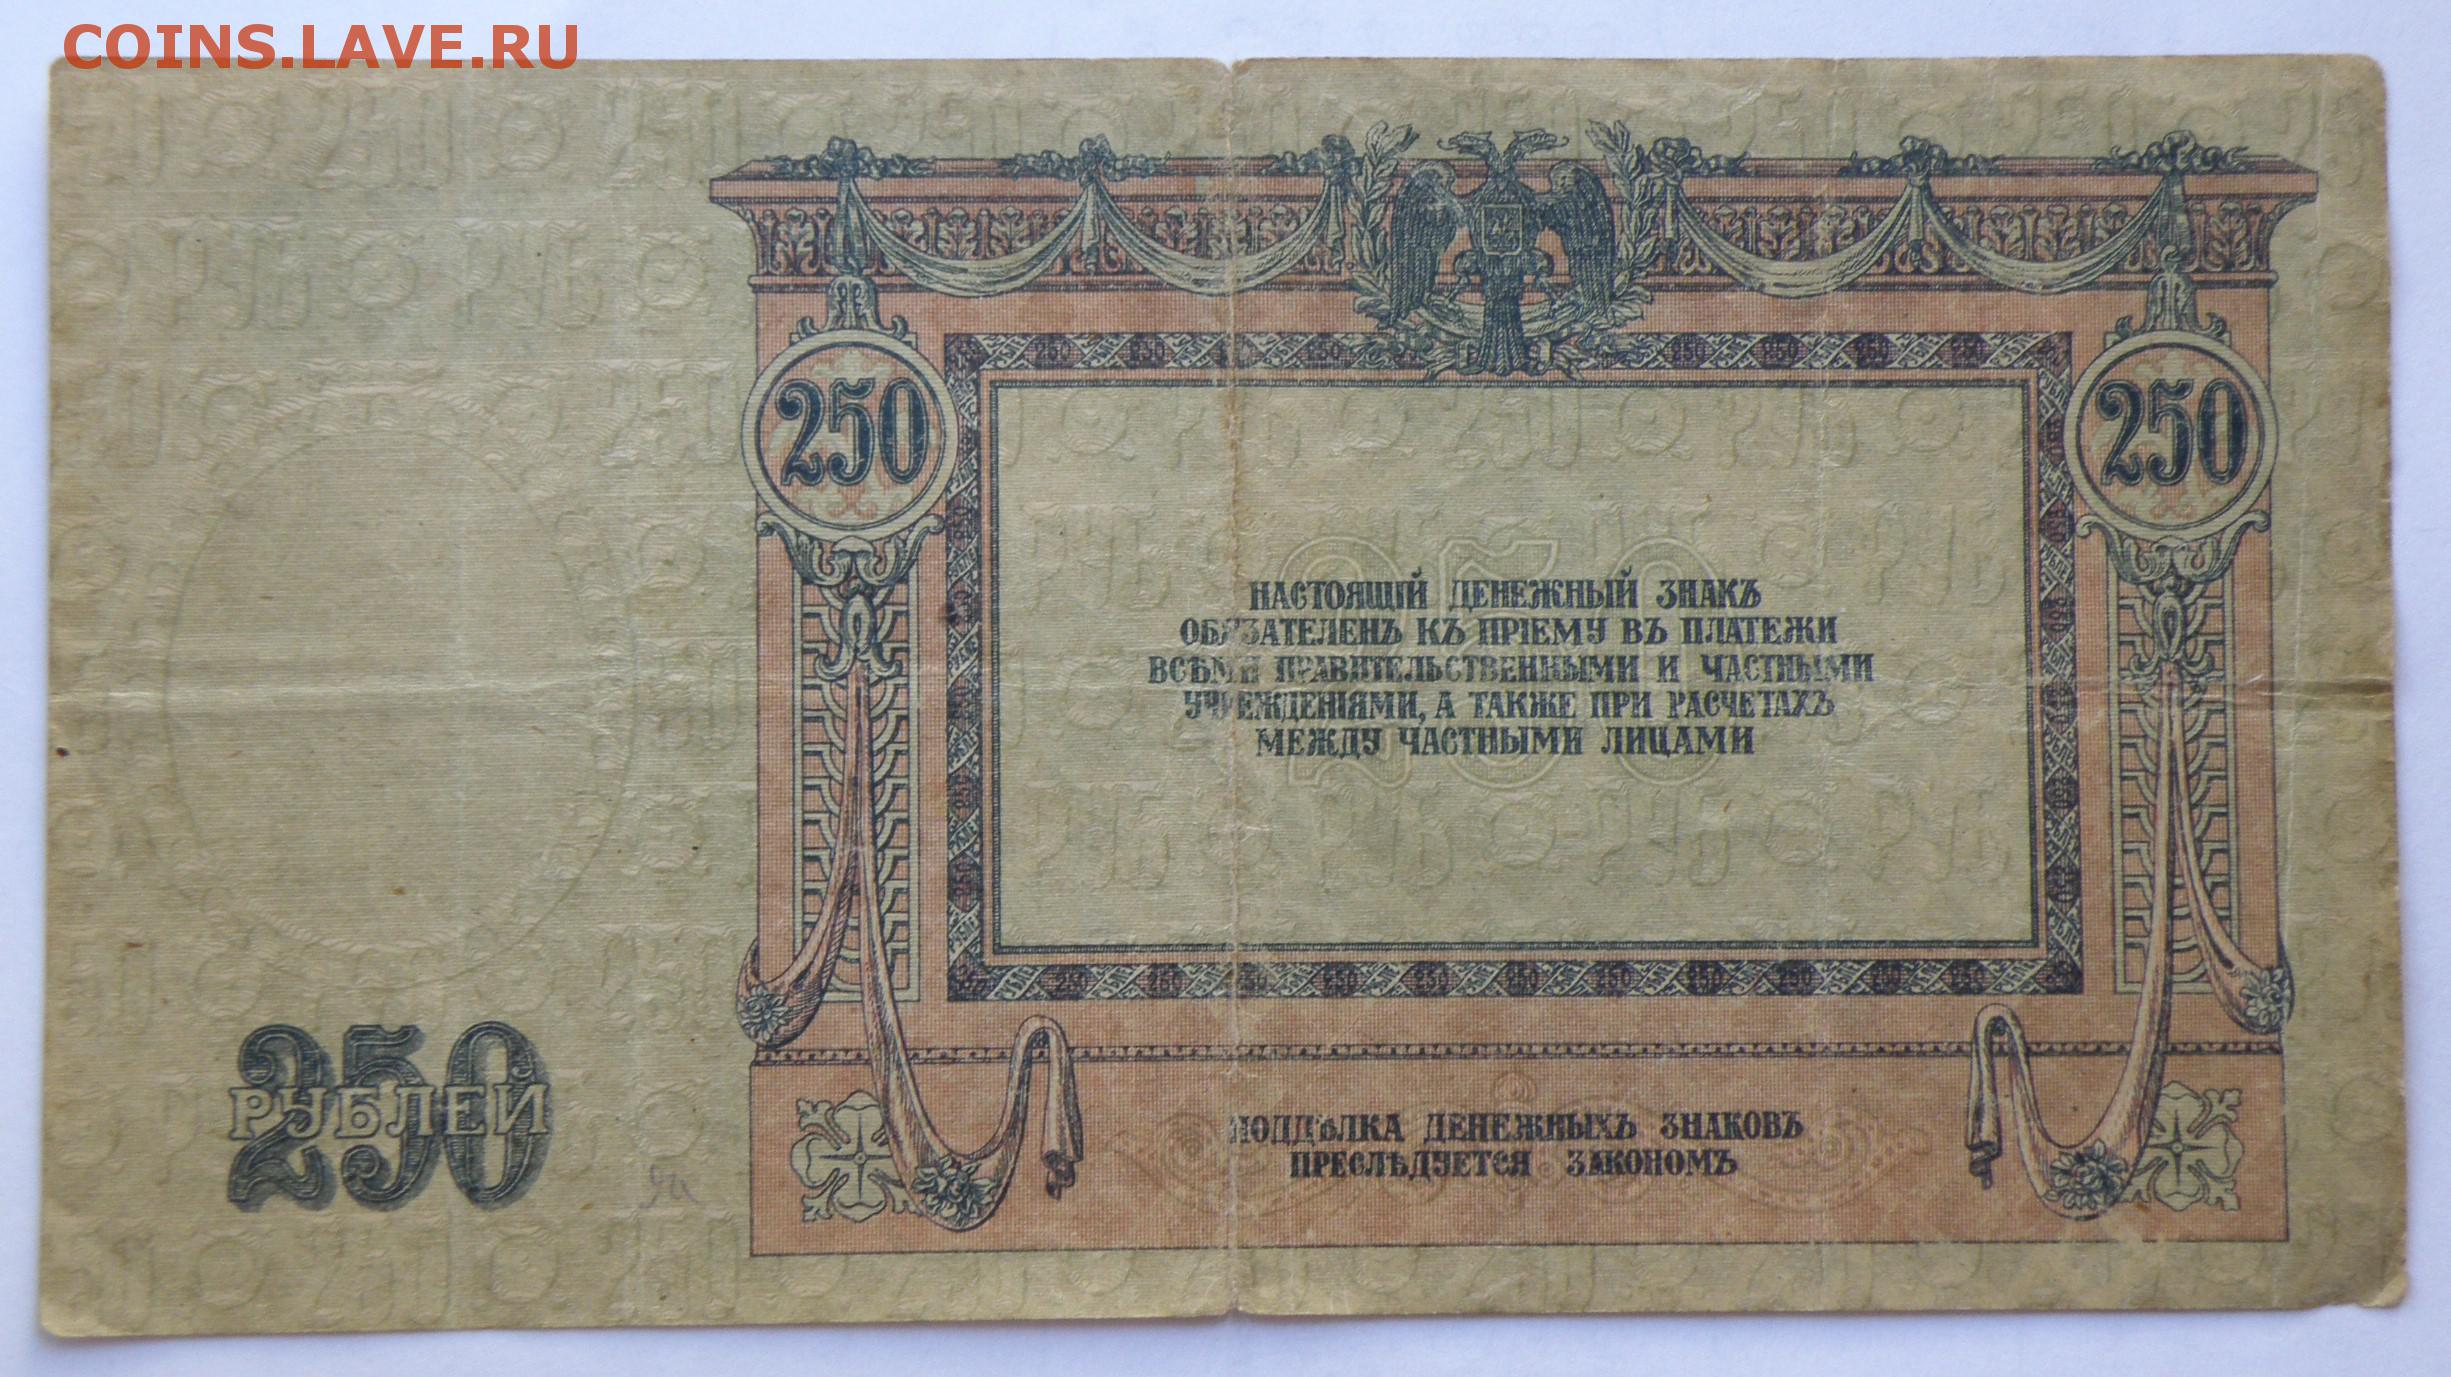 COINS.LAVE.RU
250
250
НАСТОЯЩІЙ ДЕНЕЖНЫЙ ЗНАКЪ
ОБЯЗАТЕЛЕНЪ КЪ ПРІЕМУ ВЪ ПЛАТЕЖИ
ВСѢМИ ПРАВИТЕЛЬСТВЕННЫМИ И ЧАСТНЫМИ
УЧРЕЖДЕНІЯМИ, А ТАКЖЕ ПРИ РАСЧЕТАХЪ
МЕЖДУ ЧАСТНЫМИ ЛИЦАМИ
250
250
РУБЛЕЙ
ПОДДѢЛКА ДЕНЕЖНЫХЪ ЗНАКОВЪ
ПРЕСЛѢДУЕТСЯ ЗАКОНОМЪ